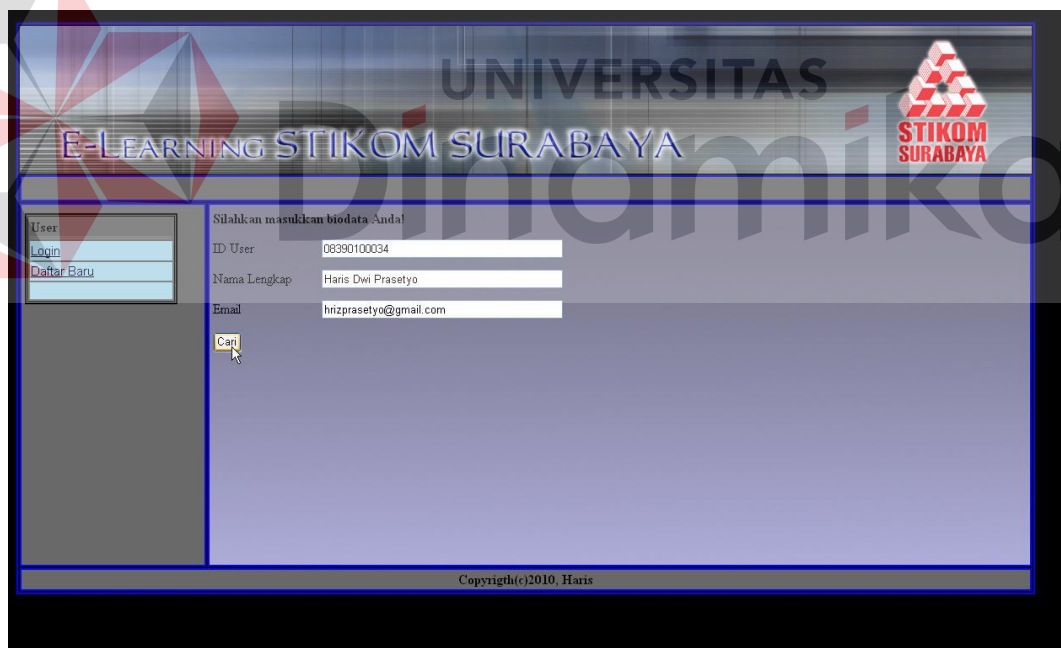 UNIVERSITAS
Dinamika
E-LEARNING STIKOM SURABAYA
STIKOM
SURABAYA
User
Login
Daftar Baru
Silahkan masukkan biodata Anda!
ID User 08390100034
Nama Lengkap Haris Dwi Prasetyo
Email hrizprasetyo@gmail.com
Cari
Copyrigth(c)2010, Haris